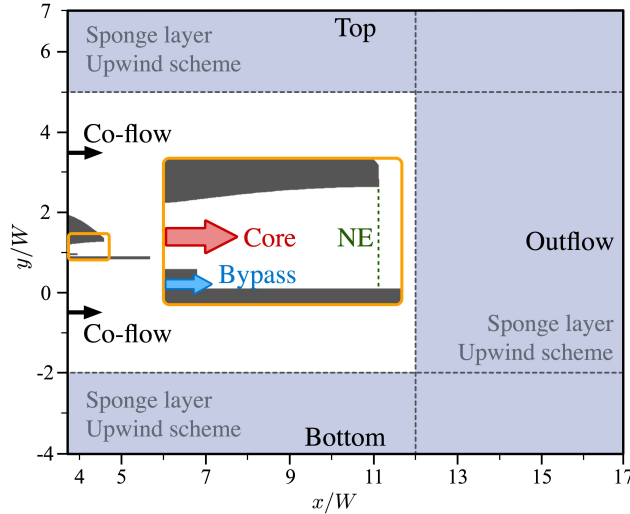 7
6
4
2
0
-2
-4
y/W
Sponge layer
Upwind scheme
Top
Co-flow
Core
NE
Bypass
Outflow
Co-flow
Sponge layer
Upwind scheme
Sponge layer
Upwind scheme
Bottom
4 5 7 9 11 13 15 17
x/W